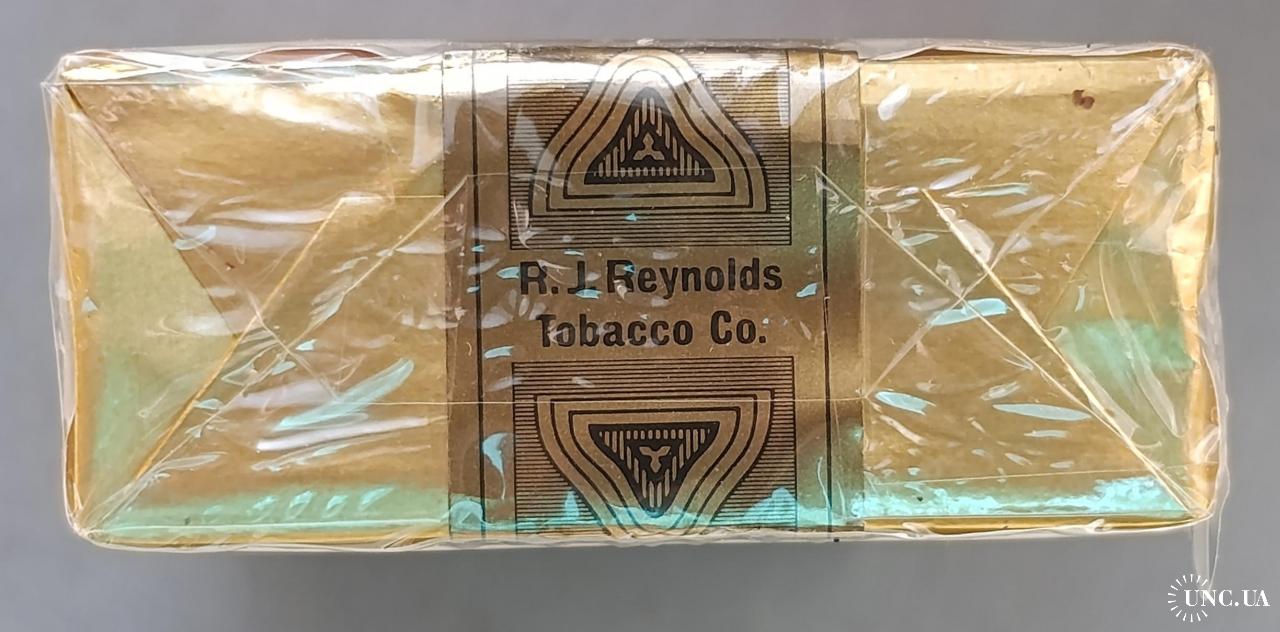 R. J. Reynolds
Tobacco Co.
UNC.UA